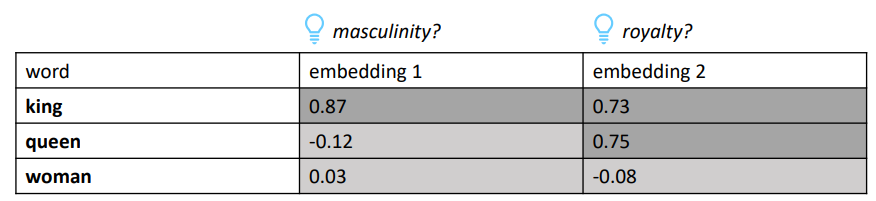 masculinity? royalty?
word embedding 1 embedding 2
king 0.87 0.73
queen -0.12 0.75
woman 0.03 -0.08